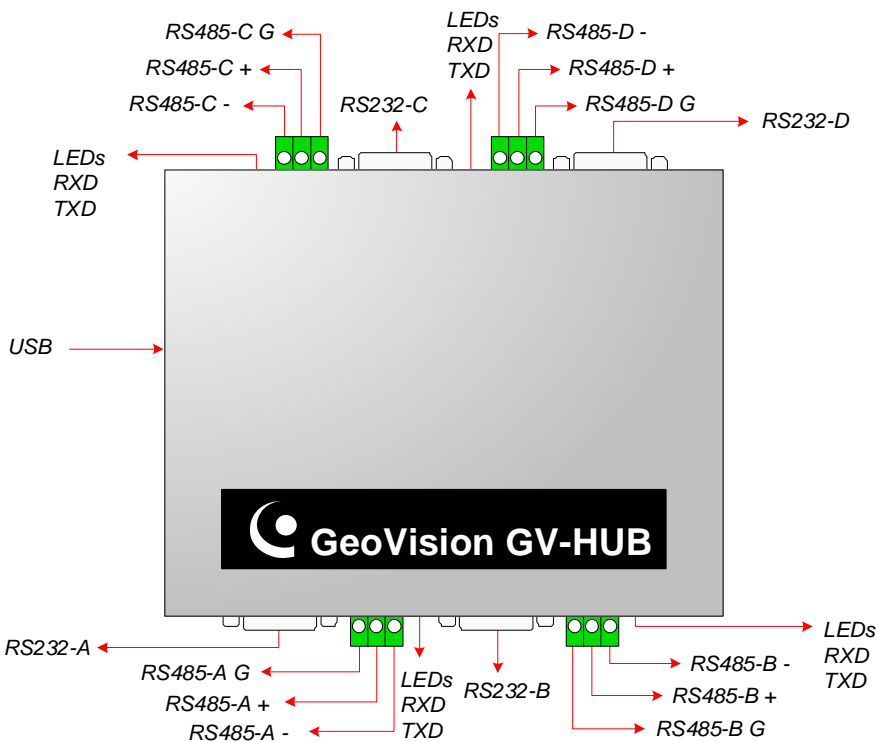 RS485-C G
RS485-C +
RS485-C -
RS232-C
LEDs
RXD
TXD
RS485-D -
RS485-D +
RS485-D G
RS232-D
LEDs
RXD
TXD
USB
GeoVision GV-HUB
RS232-A
RS485-A G
RS485-A +
RS485-A -
LEDs
RXD
TXD
RS232-B
RS485-B -
RS485-B +
RS485-B G
LEDs
RXD
TXD